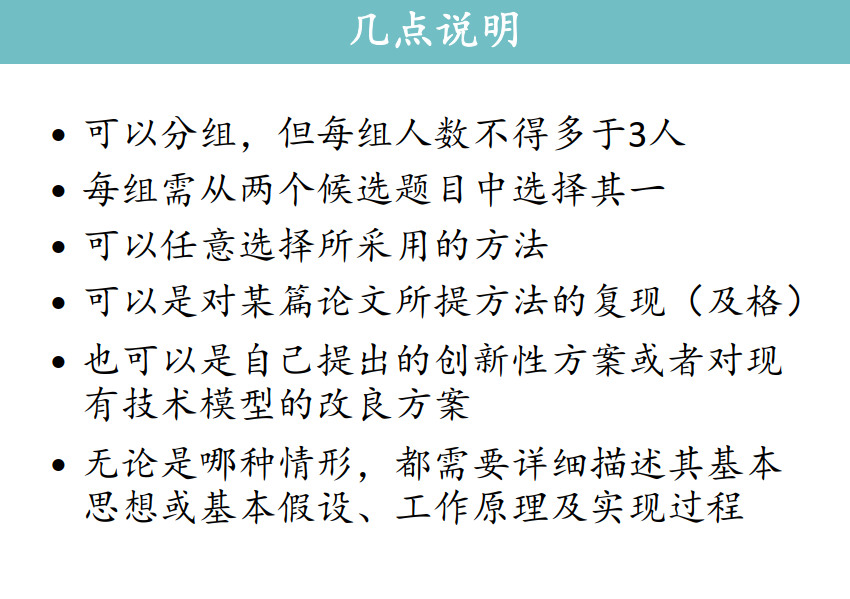 几点说明
• 可以分组，但每组人数不得多于3人
• 每组需从两个候选题目中选择其一
• 可以任意选择所采用的方法
• 可以是对某篇论文所提方法的复现（及格）
• 也可以是自己提出的创新性方案或者对现
有技术模型的改良方案
• 无论是哪种情形，都需要详细描述其基本
思想或基本假设、工作原理及实现过程